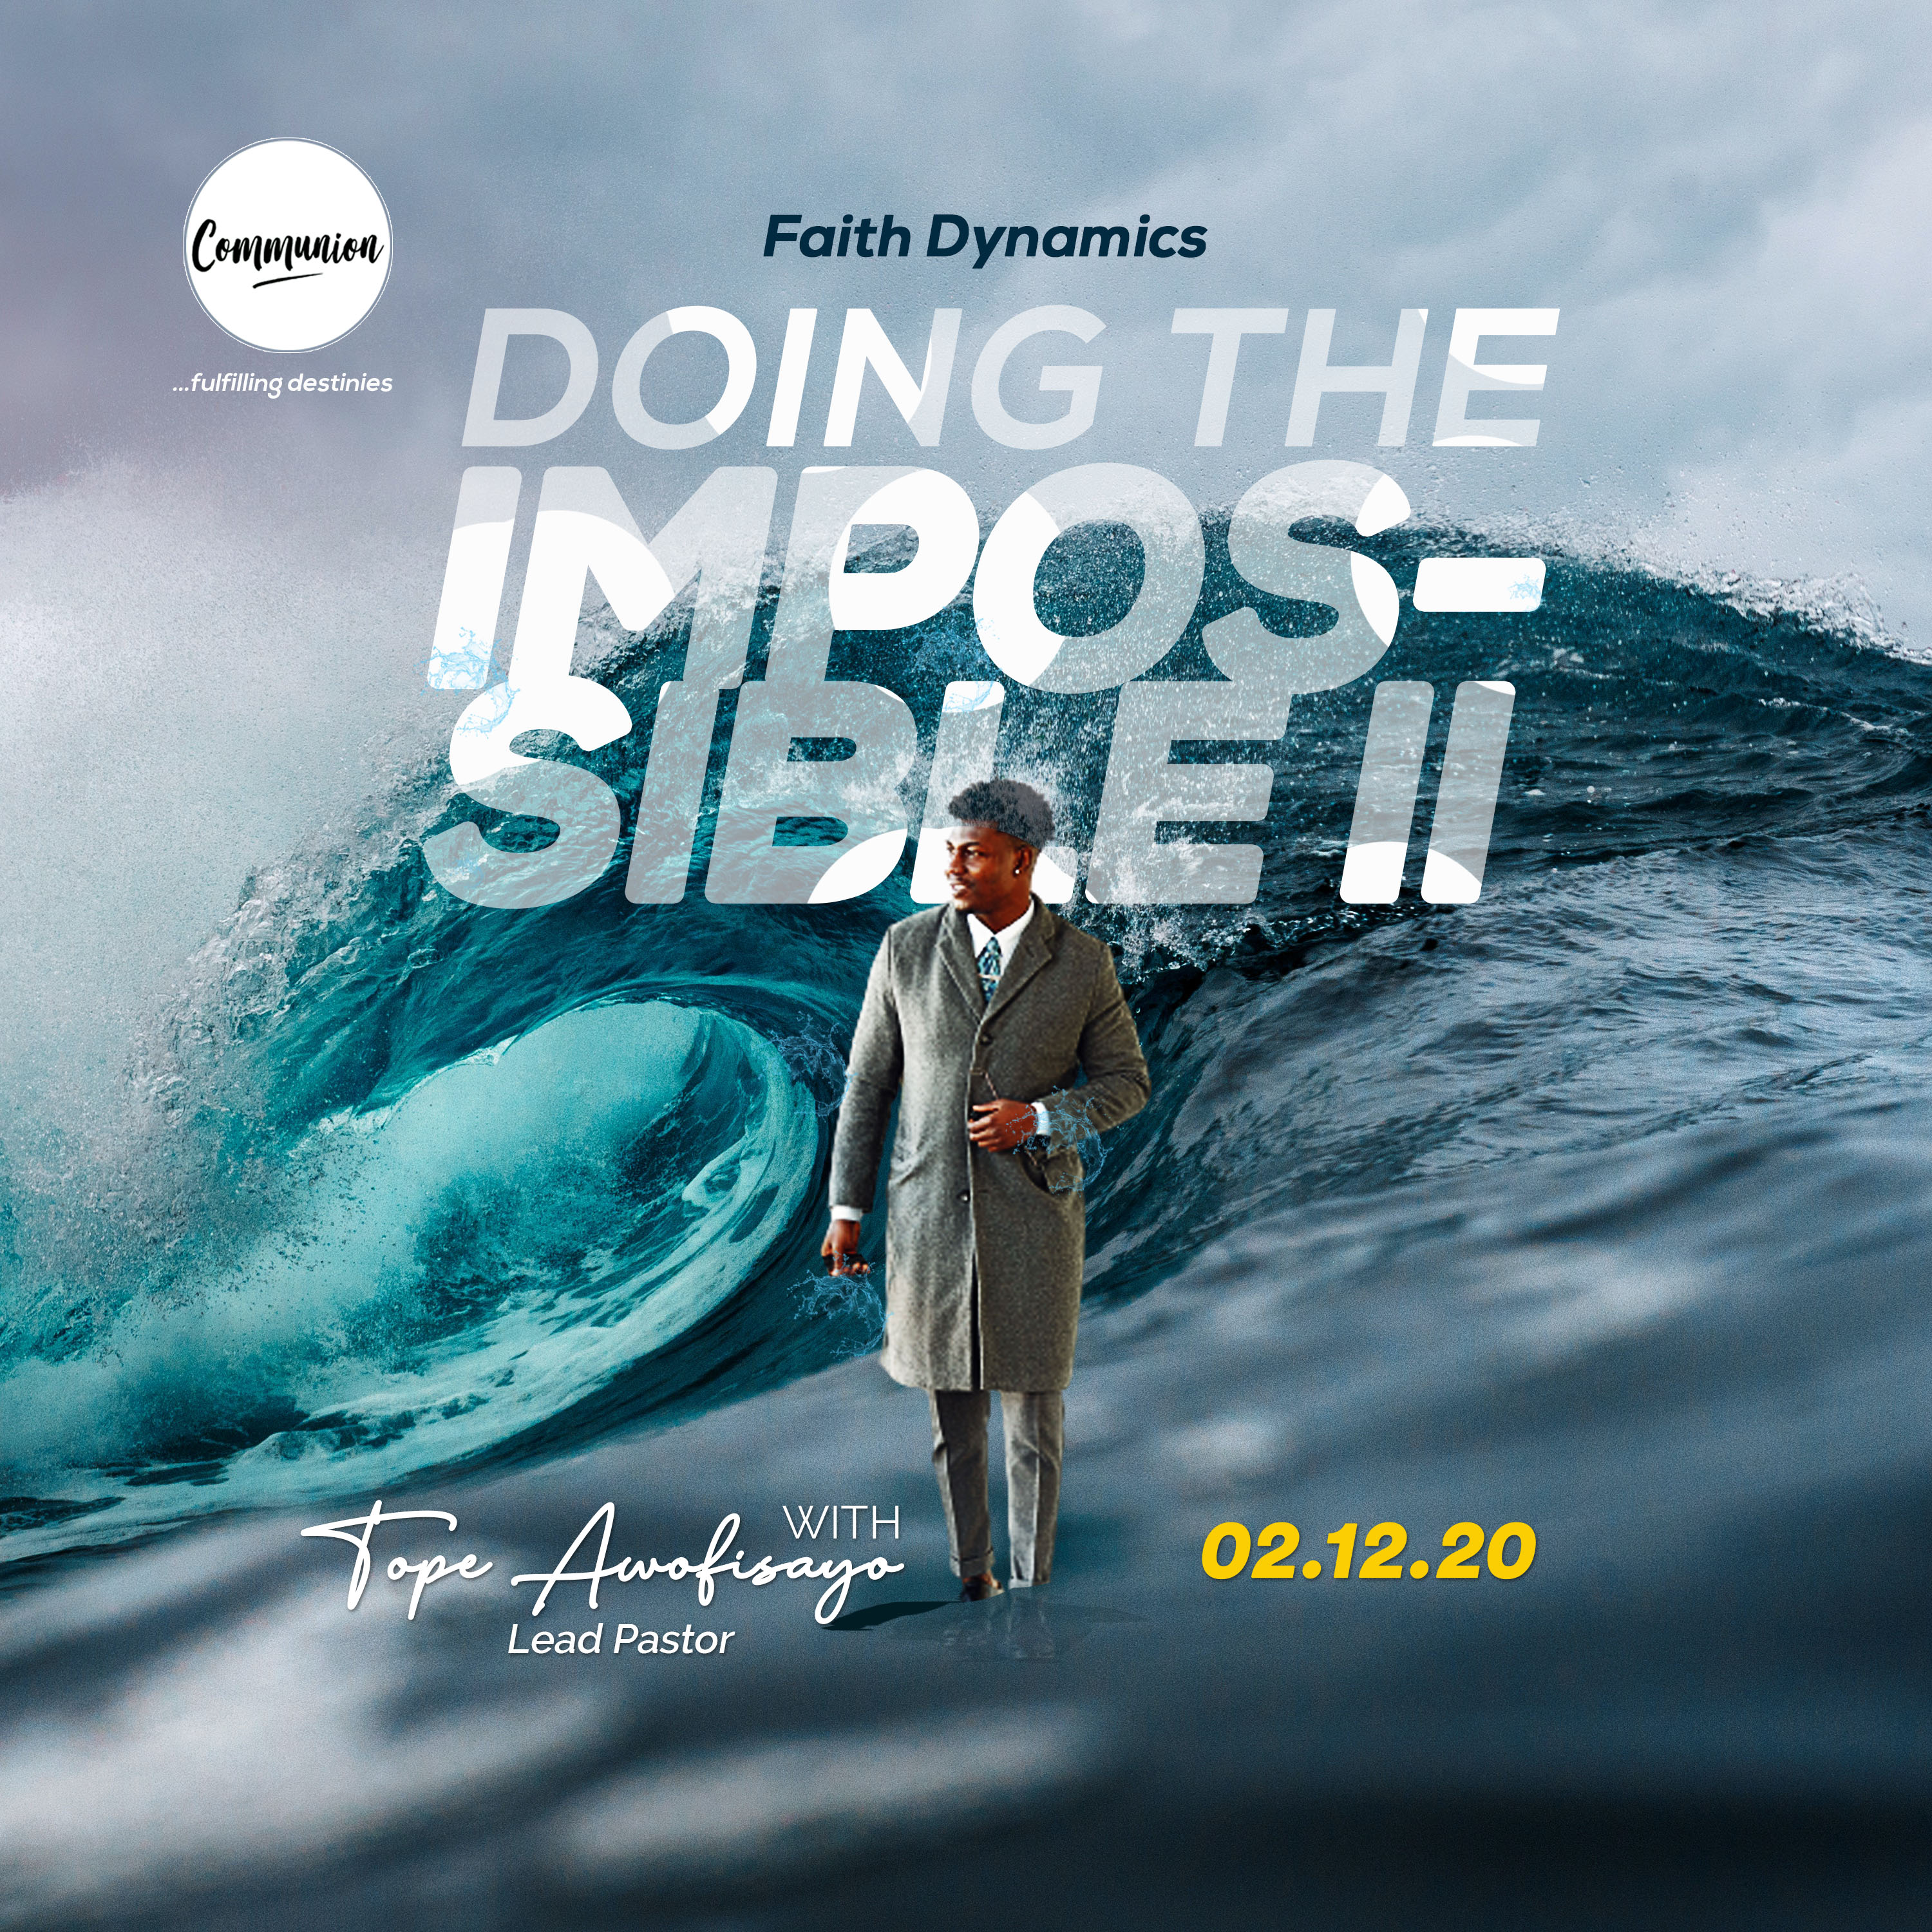 Communion
...fulfilling destinies
Faith Dynamics
DOING THE
IMPOS-
SIBLE II
WITH
Tope Awofisayo
Lead Pastor
02.12.20